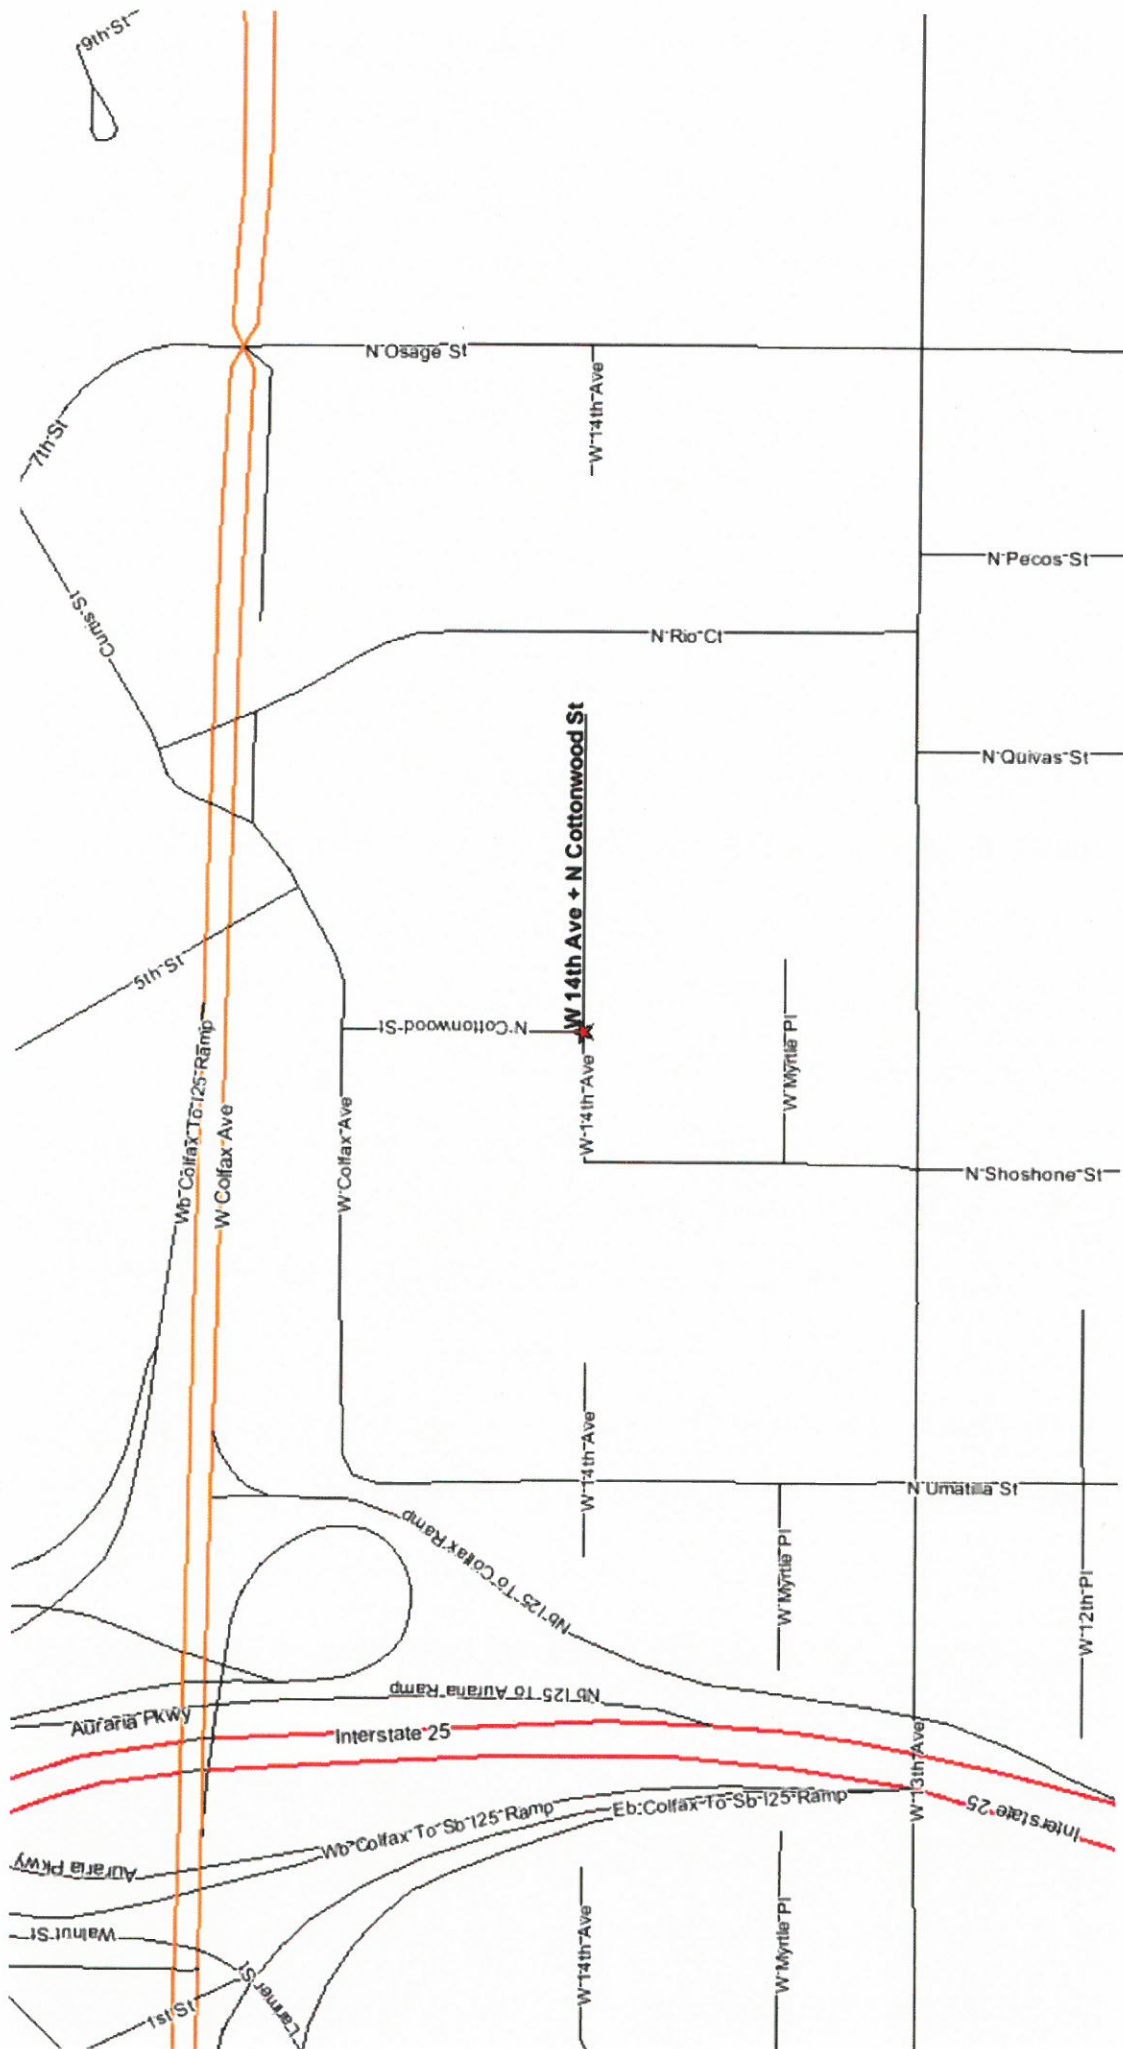 9th St
N Osage St
W 14th Ave
7th St
N Pecos St
Curtis St
N Rio Ct
W 14th Ave + N Cottonwood St
N Quivas St
5th St
N Cottonwood St
Wb Colfax To I25 Ramp
W Colfax Ave
W Colfax Ave
W 14th Ave
W Myrtle Pl
N Shoshone St
W 14th Ave
N Umatilla St
Nb I25 To Colfax Ramp
W Myrtle Pl
W 12th Pl
Nb I25 To Auraria Ramp
Auraria Pkwy
Interstate 25
W 13th Ave
Wb Colfax To Sb I25 Ramp
Eb Colfax To Sb I25 Ramp
Interstate 25
Auraria Pkwy
Walnut St
W 14th Ave
W Myrtle Pl
Larimer St
1st St